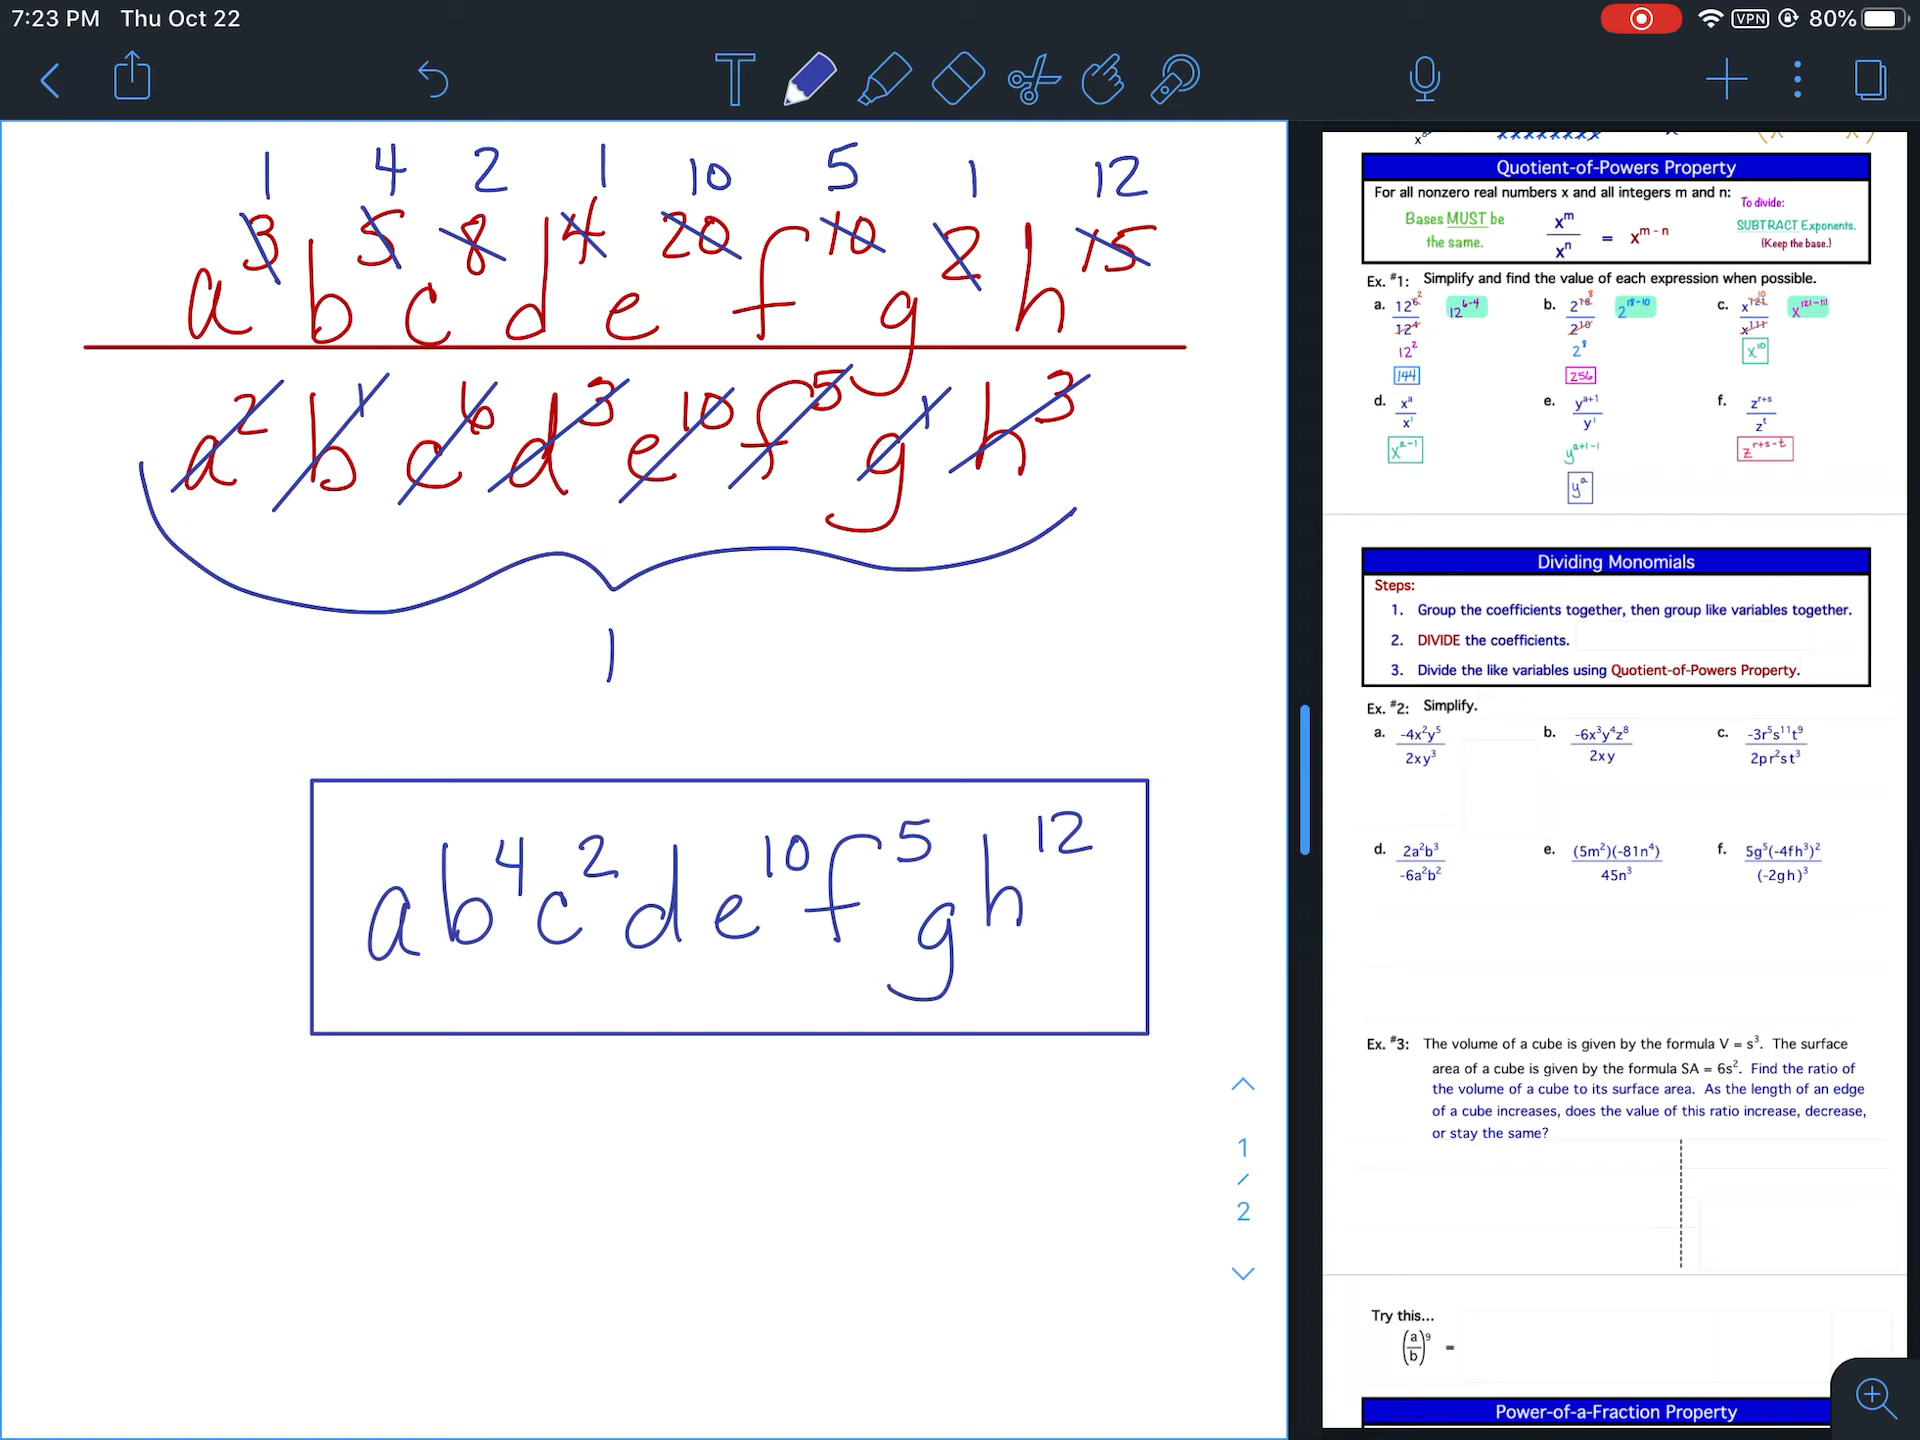 7:23 PM Thu Oct 22
VPN 80%
1 4 2 1 10 5 1 12
a³ b⁵ c⁸ d⁴ e²⁰ f¹⁰ g² h¹⁵
a² b¹ c⁶ d³ e¹⁰ f⁵ g¹ h³
1
ab⁴c²de¹⁰f⁵gh¹²
1
/
2
Quotient-of-Powers Property
For all nonzero real numbers x and all integers m and n:
Bases MUST be
the same.
xᵐ
xⁿ
= xᵐ ⁻ ⁿ
To divide:
SUBTRACT Exponents.
(Keep the base.)
Ex. #1: Simplify and find the value of each expression when possible.
a. 12⁶ 2 12⁶⁻⁴
12⁴
12²
144
b. 2¹⁸ 8 2¹⁸⁻¹⁰
2¹⁰
2⁸
256
c. x¹²¹ 10 x¹²¹⁻¹¹¹
x¹¹¹
x¹⁰
d. xᵃ
x¹
xᵃ⁻¹
e. yᵃ⁺¹
y¹
yᵃ⁺¹⁻¹
yᵃ
f. zʳ⁺ˢ
zᵗ
zʳ⁺ˢ⁻ᵗ
Dividing Monomials
Steps:
1. Group the coefficients together, then group like variables together.
2. DIVIDE the coefficients.
3. Divide the like variables using Quotient-of-Powers Property.
Ex. #2: Simplify.
a. -4x²y⁵
2xy³
b. -6x³y⁴z⁸
2xy
c. -3r⁵s¹¹t⁹
2pr²st³
d. 2a²b³
-6a²b²
e. (5m²)(-81n⁴)
45n³
f. 5g⁵(-4fh³)²
(-2gh)³
Ex. #3: The volume of a cube is given by the formula V = s³. The surface
area of a cube is given by the formula SA = 6s². Find the ratio of
the volume of a cube to its surface area. As the length of an edge
of a cube increases, does the value of this ratio increase, decrease,
or stay the same?
Try this...
(a/b)⁹ =
Power-of-a-Fraction Property